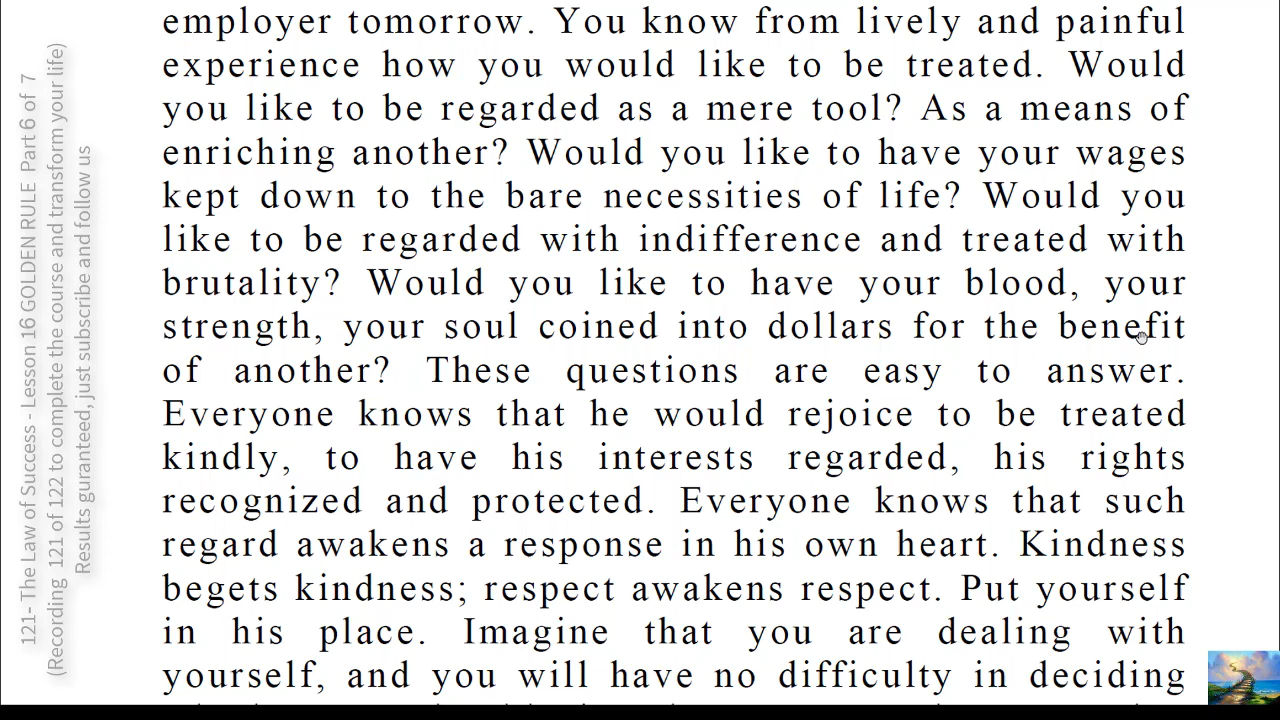 employer tomorrow. You know from lively and painful
experience how you would like to be treated. Would
you like to be regarded as a mere tool? As a means of
enriching another? Would you like to have your wages
kept down to the bare necessities of life? Would you
like to be regarded with indifference and treated with
brutality? Would you like to have your blood, your
strength, your soul coined into dollars for the benefit
of another? These questions are easy to answer.
Everyone knows that he would rejoice to be treated
kindly, to have his interests regarded, his rights
recognized and protected. Everyone knows that such
regard awakens a response in his own heart. Kindness
begets kindness; respect awakens respect. Put yourself
in his place. Imagine that you are dealing with
yourself, and you will have no difficulty in deciding
121- The Law of Success - Lesson 16 GOLDEN RULE Part 6 of 7
(Recording 121 of 122 to complete the course and transform your life)
Results guranteed, just subscribe and follow us